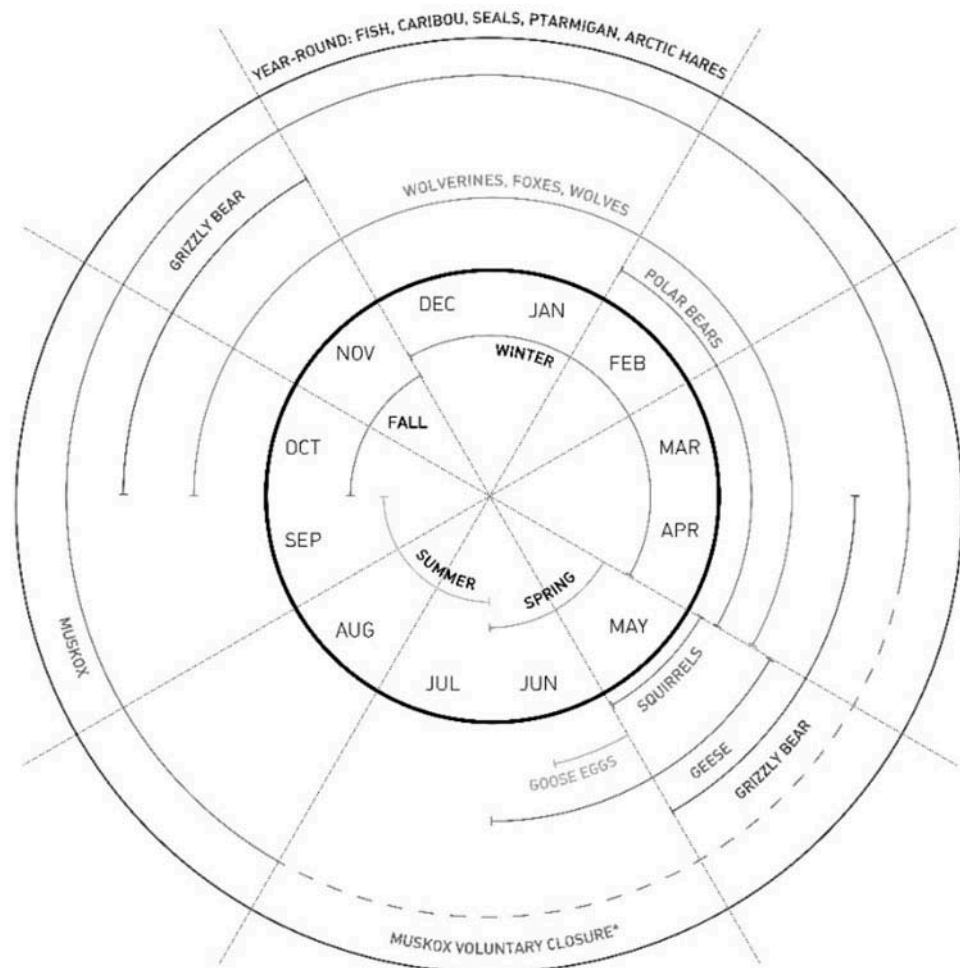 YEAR-ROUND: FISH, CARIBOU, SEALS, PTARMIGAN, ARCTIC HARES
WOLVERINES, FOXES, WOLVES
GRIZZLY BEAR
POLAR BEARS
DEC
JAN
NOV
WINTER
FEB
FALL
OCT
MAR
SEP
APR
SUMMER
SPRING
AUG
MAY
JUL
JUN
MUSKOX
SQUIRRELS
GOOSE EGGS
GEESE
GRIZZLY BEAR
MUSKOX VOLUNTARY CLOSURE*